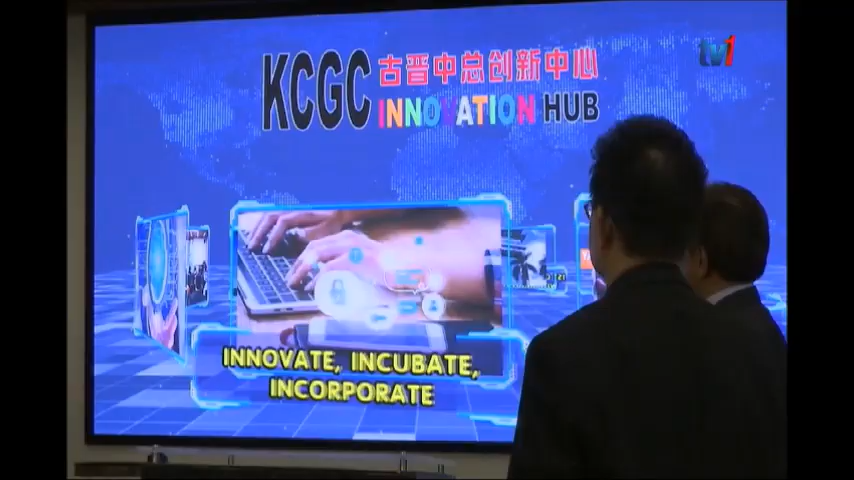 tv1
KCGC 古晋中总创新中心
INNOVATION HUB
INNOVATE, INCUBATE,
INCORPORATE